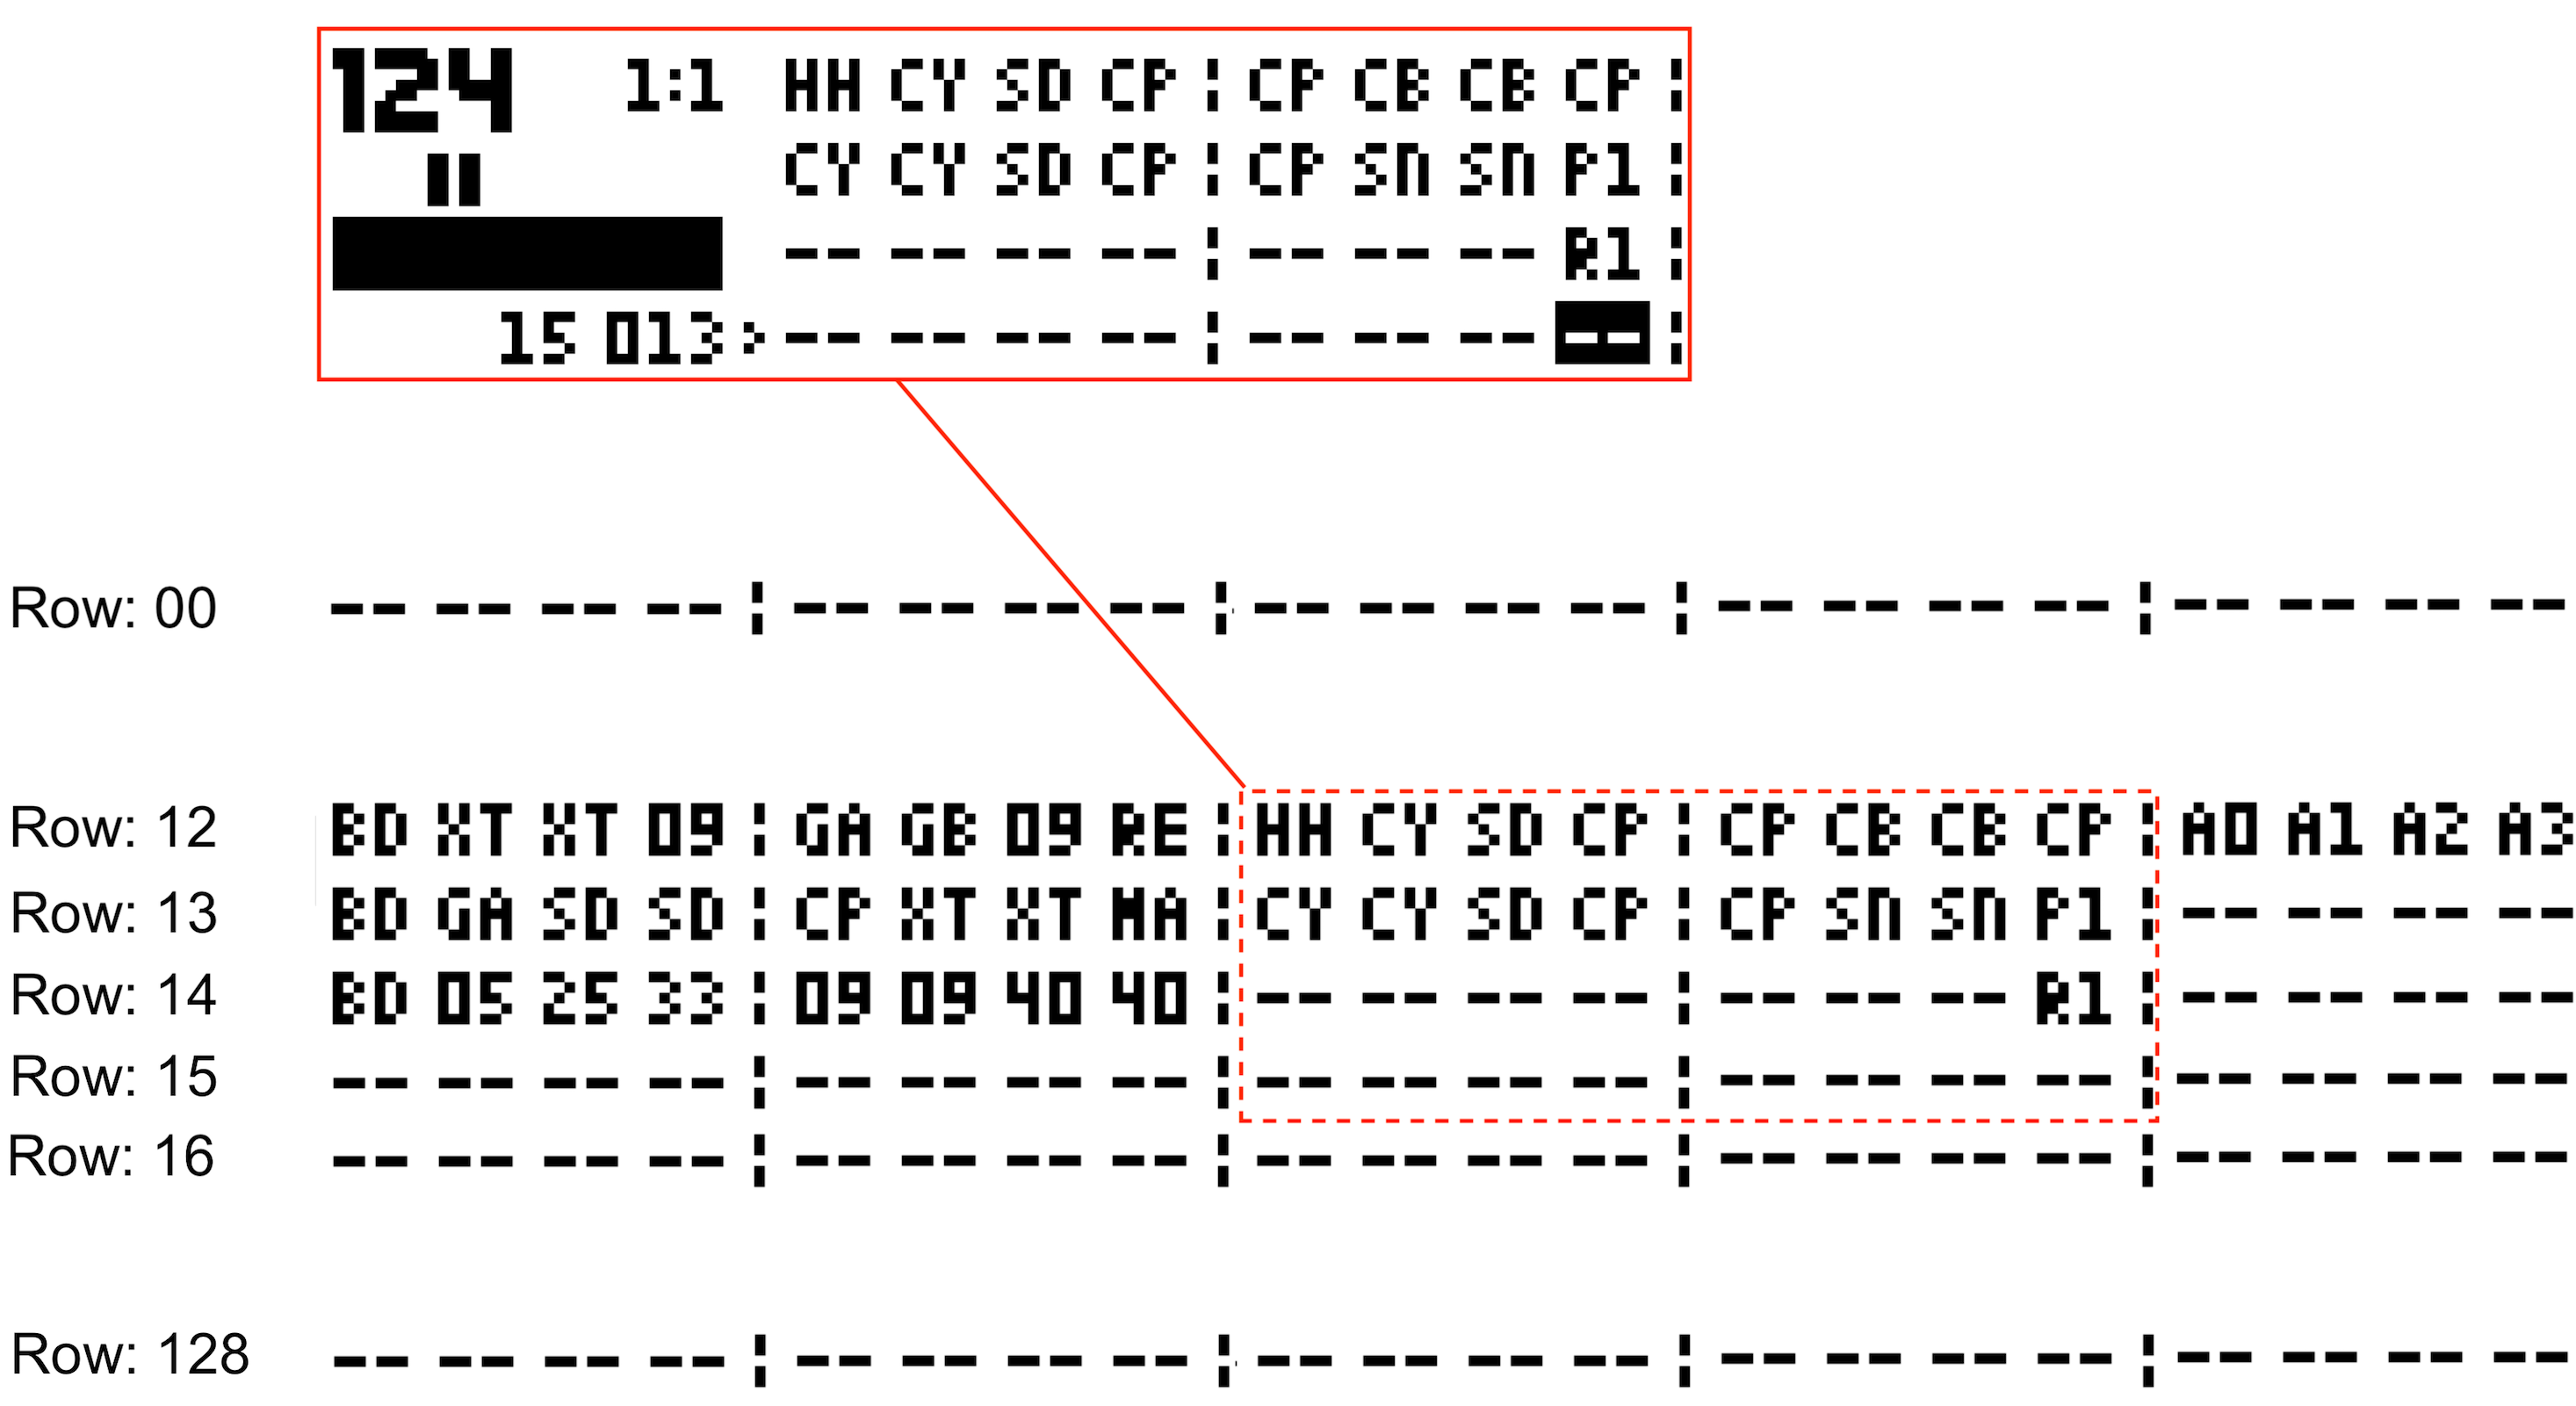 124 1:1 HH CY SD CP ¦ CP CB CB CP ¦
CY CY SD CP ¦ CP SN SN P1 ¦
-- -- -- -- ¦ -- -- -- R1 ¦
15 013 > -- -- -- -- ¦ -- -- -- -- ¦
Row: 00 -- -- -- -- ¦ -- -- -- -- ¦ -- -- -- -- ¦ -- -- -- -- ¦ -- -- -- --
Row: 12 BD XT XT 09 ¦ GA GB 09 RE ¦ HH CY SD CP ¦ CP CB CB CP ¦ A0 A1 A2 A3
Row: 13 BD GA SD SD ¦ CP XT XT MA ¦ CY CY SD CP ¦ CP SN SN P1 ¦ -- -- -- --
Row: 14 BD 05 25 33 ¦ 09 09 40 40 ¦ -- -- -- -- ¦ -- -- -- R1 ¦ -- -- -- --
Row: 15 -- -- -- -- ¦ -- -- -- -- ¦ -- -- -- -- ¦ -- -- -- -- ¦ -- -- -- --
Row: 16 -- -- -- -- ¦ -- -- -- -- ¦ -- -- -- -- ¦ -- -- -- -- ¦ -- -- -- --
Row: 128 -- -- -- -- ¦ -- -- -- -- ¦ -- -- -- -- ¦ -- -- -- -- ¦ -- -- -- --